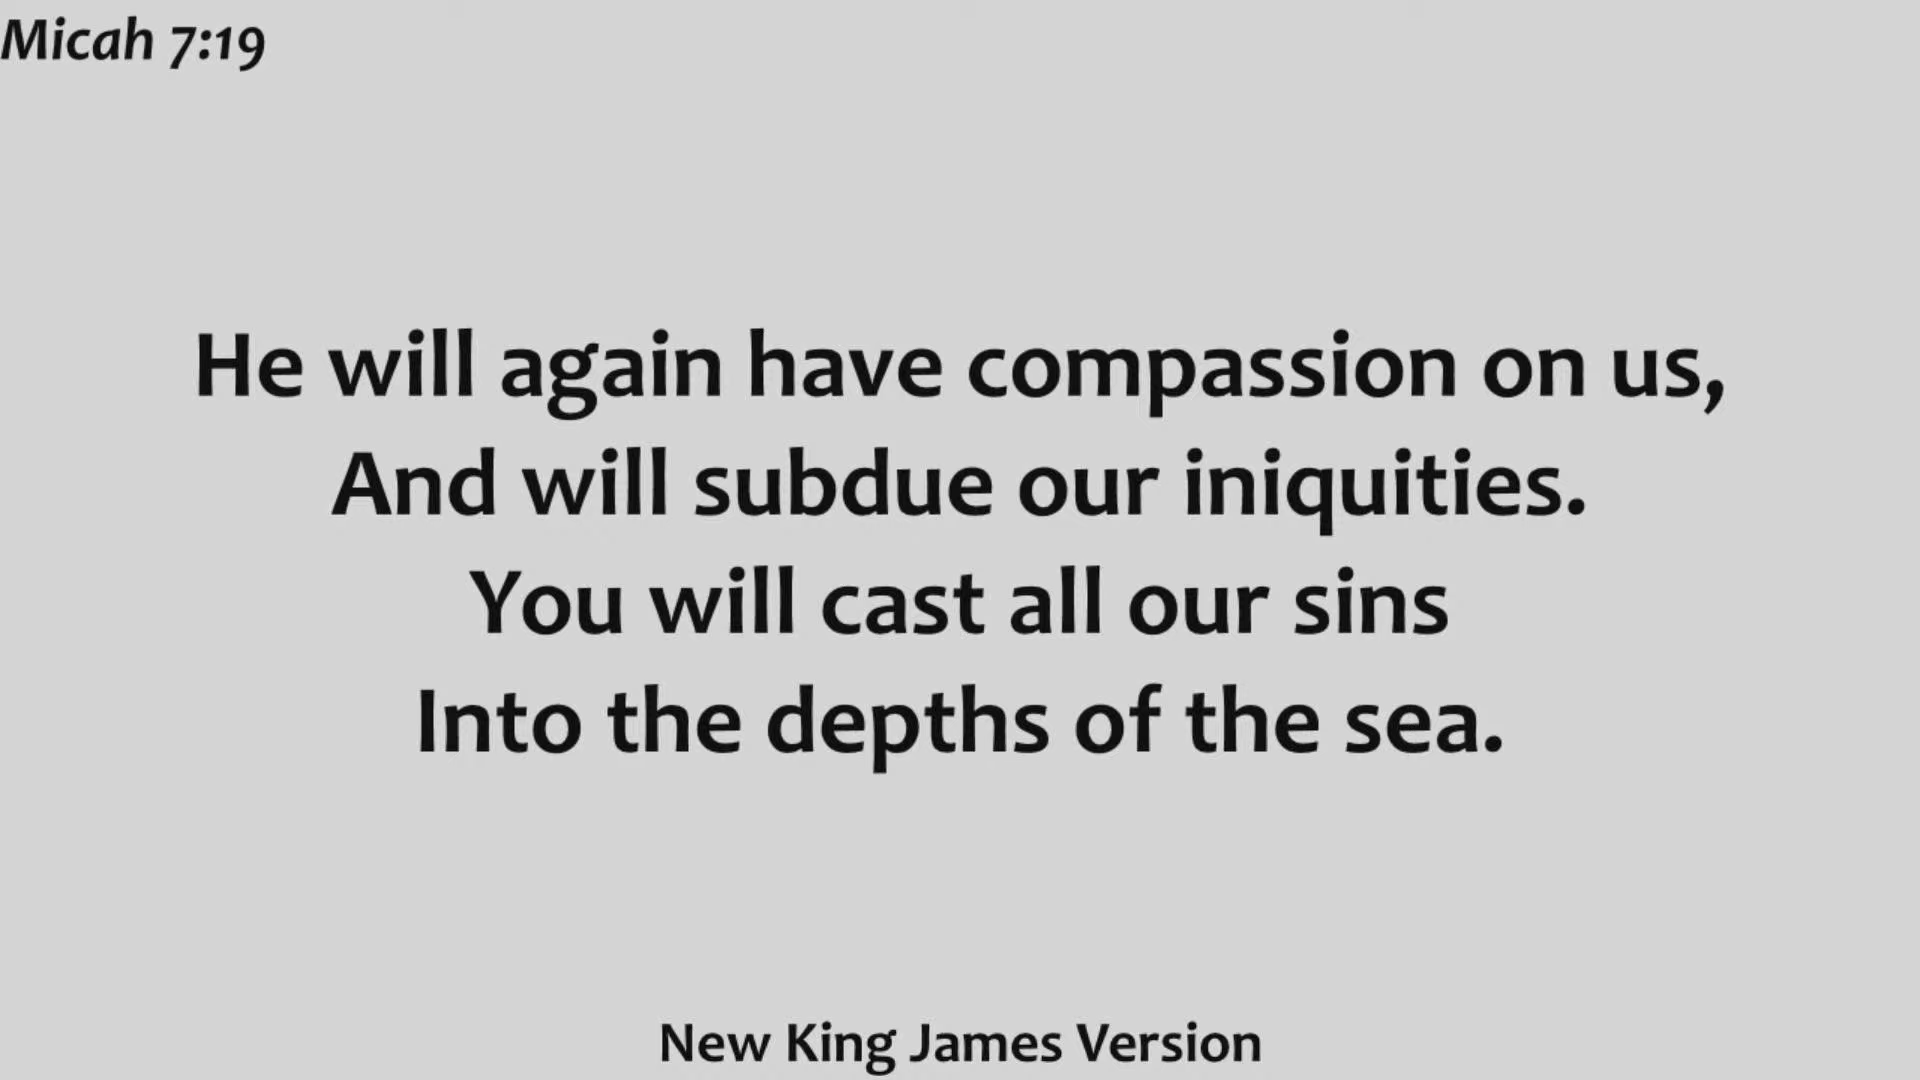 Micah 7:19
He will again have compassion on us,
And will subdue our iniquities.
You will cast all our sins
Into the depths of the sea.
New King James Version